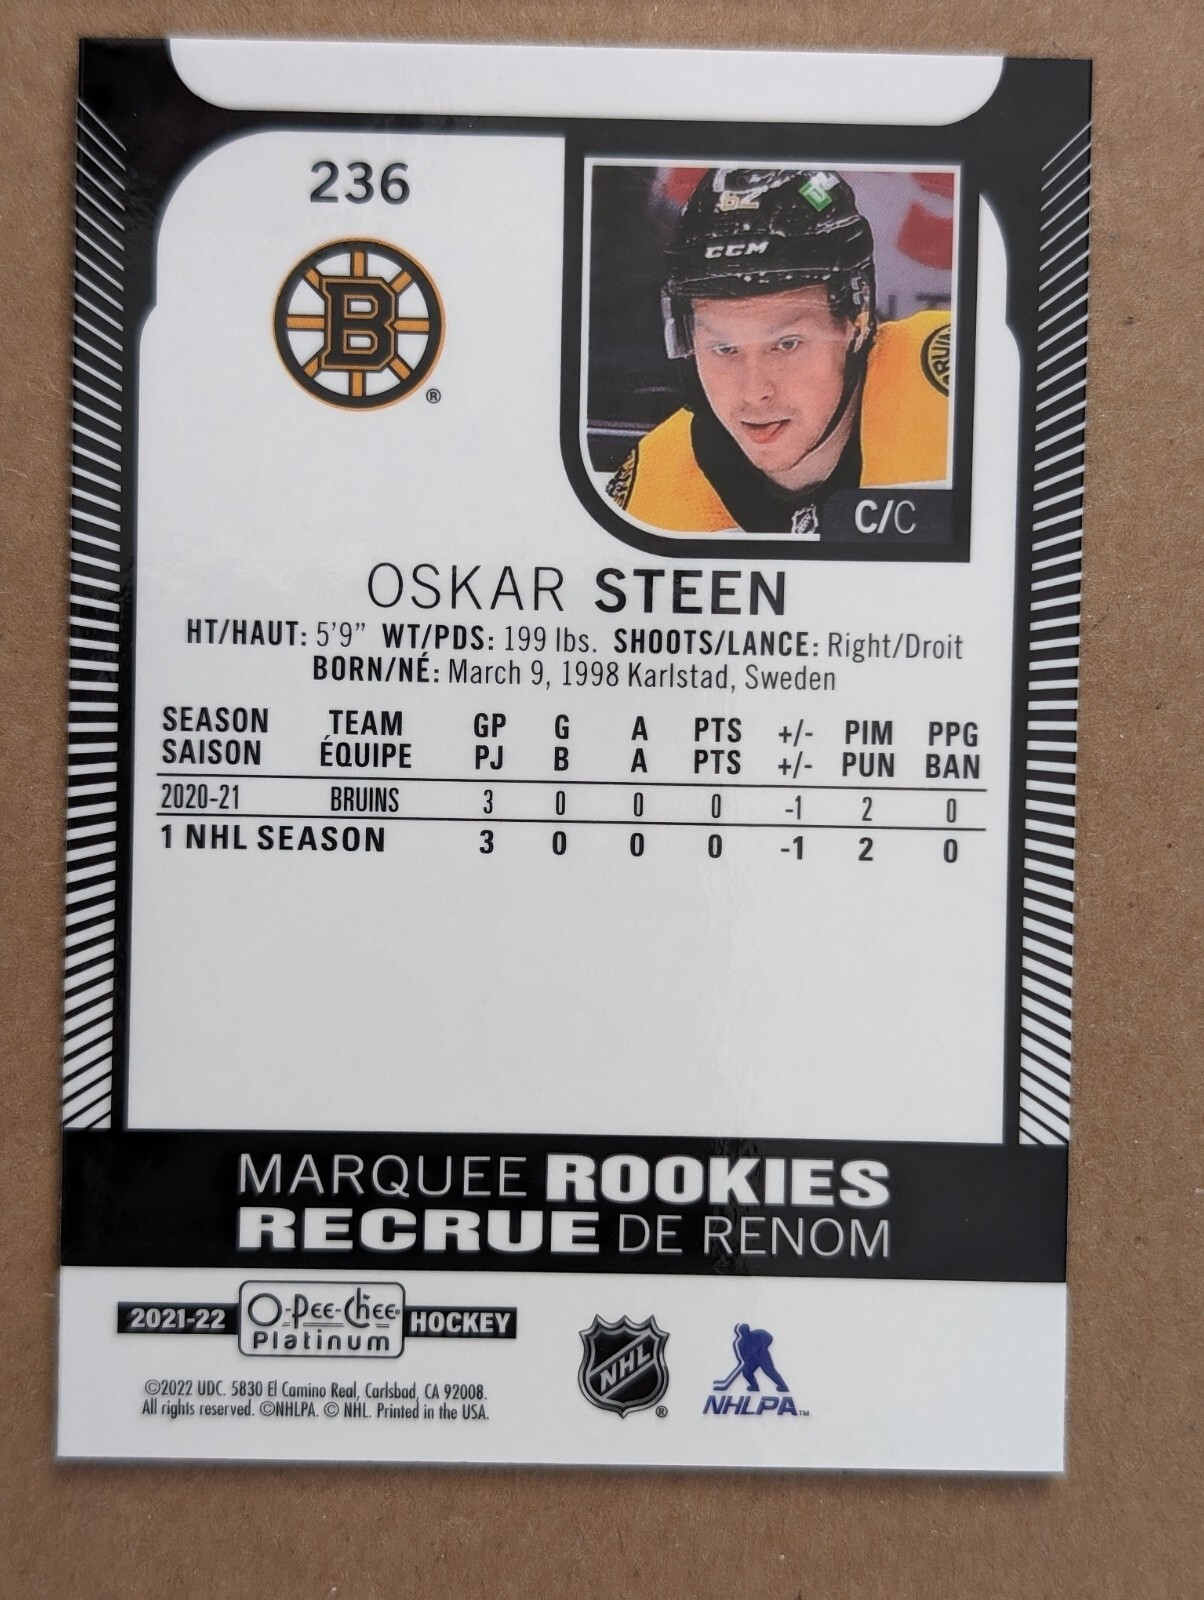 236
B
®
62
CCM
C/C
OSKAR STEEN
HT/HAUT: 5'9" WT/PDS: 199 lbs. SHOOTS/LANCE: Right/Droit
BORN/NÉ: March 9, 1998 Karlstad, Sweden
SEASON TEAM GP G A PTS +/- PIM PPG
SAISON ÉQUIPE PJ B A PTS +/- PUN BAN
2020-21 BRUINS 3 0 0 0 -1 2 0
1 NHL SEASON 3 0 0 0 -1 2 0
MARQUEE ROOKIES
RECRUE DE RENOM
2021-22 O-Pee-Chee Platinum HOCKEY
©2022 UDC. 5830 El Camino Real, Carlsbad, CA 92008.
All rights reserved. ©NHLPA. © NHL. Printed in the USA.
NHL ®
NHLPA™